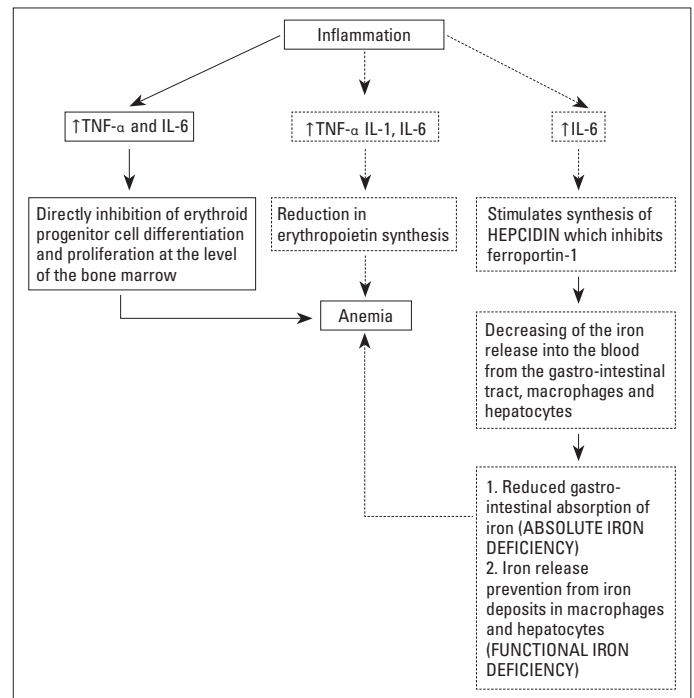 Inflammation
↑TNF-α and IL-6
↑TNF-α IL-1, IL-6
↑IL-6
Directly inhibition of erythroid
progenitor cell differentiation
and proliferation at the level
of the bone marrow
Reduction in
erythropoietin synthesis
Stimulates synthesis of
HEPCIDIN which inhibits
ferroportin-1
Anemia
Decreasing of the iron
release into the blood
from the gastro-intestinal
tract, macrophages and
hepatocytes
1. Reduced gastro-
intestinal absorption of
iron (ABSOLUTE IRON
DEFICIENCY)
2. Iron release
prevention from iron
deposits in macrophages
and hepatocytes
(FUNCTIONAL IRON
DEFICIENCY)